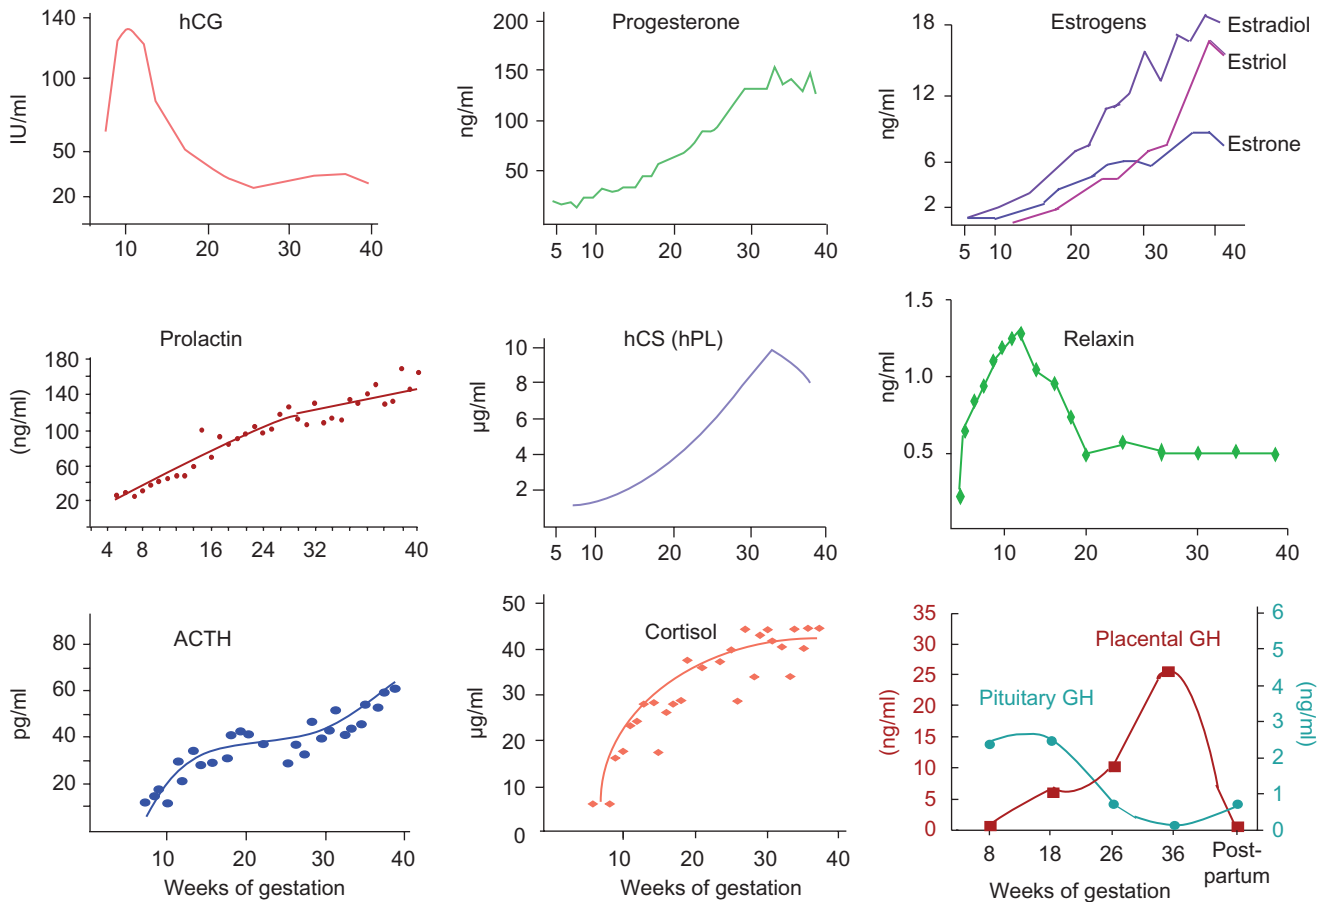 hCG
IU/ml
140
100
50
20
10 20 30 40
Progesterone
ng/ml
200
150
100
50
5 10 20 30 40
Estrogens
ng/ml
18
12
6
2
Estradiol
Estriol
Estrone
5 10 20 30 40
Prolactin
(ng/ml)
180
140
100
60
20
4 8 16 24 32 40
hCS (hPL)
µg/ml
10
8
6
4
2
5 10 20 30 40
Relaxin
ng/ml
1.5
1.0
0.5
10 20 30 40
ACTH
pg/ml
80
60
40
20
10 20 30 40
Weeks of gestation
Cortisol
µg/ml
50
40
30
20
10
0
10 20 30 40
Weeks of gestation
Placental GH
Pituitary GH
(ng/ml)
35
30
25
20
15
10
5
0
(ng/ml)
6
5
4
3
2
1
0
8 18 26 36 Post-
partum
Weeks of gestation